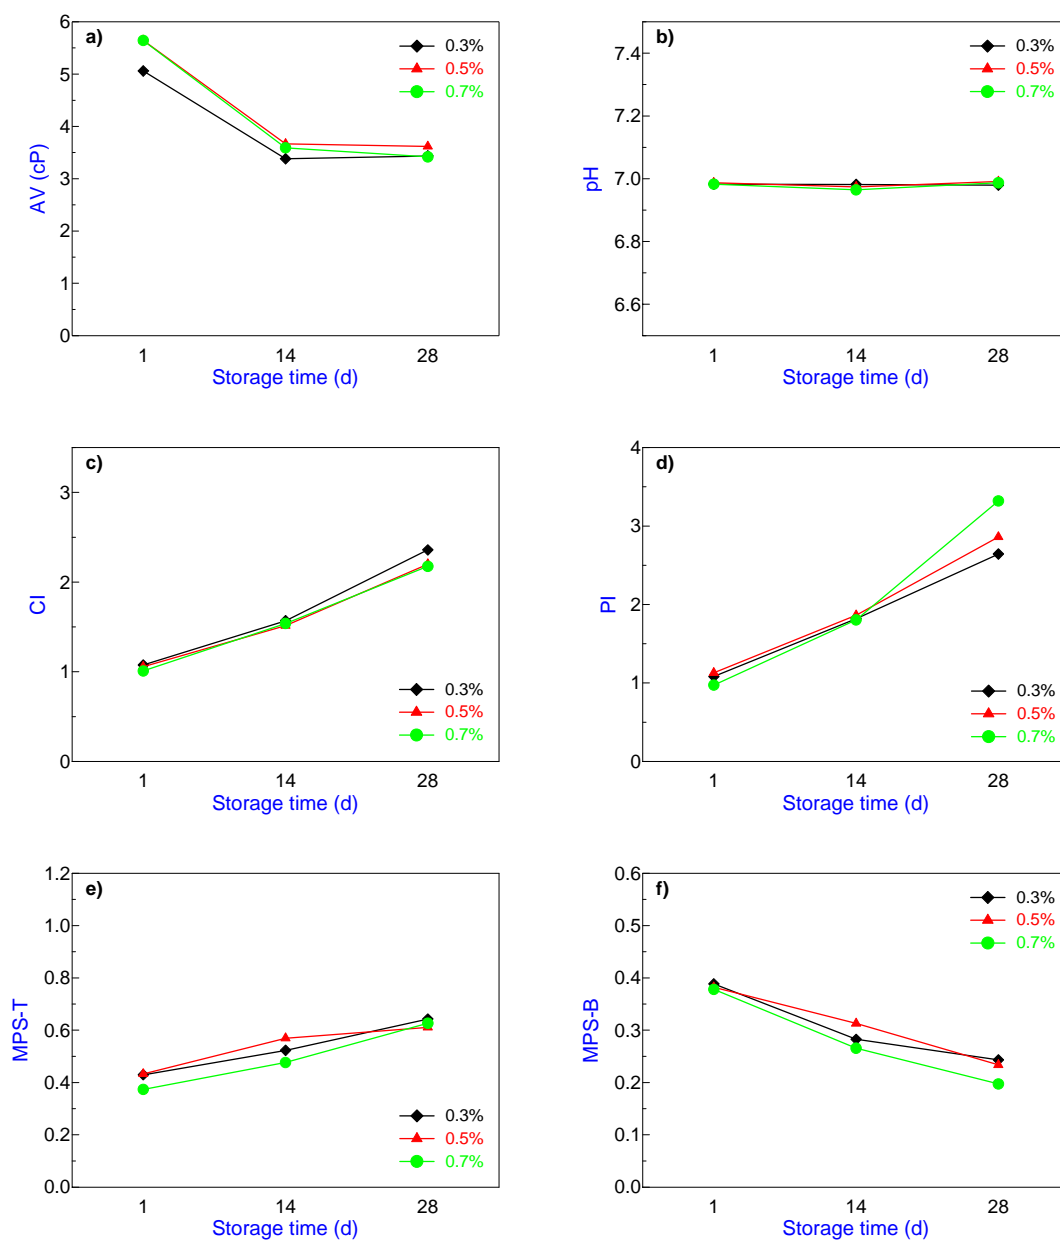 a)
6
5
4
3
2
1
0
AV (cP)
0.3%
0.5%
0.7%
1 14 28
Storage time (d)
b)
7.4
7.2
7.0
6.8
6.6
pH
0.3%
0.5%
0.7%
1 14 28
Storage time (d)
c)
3
2
1
0
CI
0.3%
0.5%
0.7%
1 14 28
Storage time (d)
d)
4
3
2
1
0
PI
0.3%
0.5%
0.7%
1 14 28
Storage time (d)
e)
1.2
1.0
0.8
0.6
0.4
0.2
0.0
MPS-T
0.3%
0.5%
0.7%
1 14 28
Storage time (d)
f)
0.6
0.5
0.4
0.3
0.2
0.1
0.0
MPS-B
0.3%
0.5%
0.7%
1 14 28
Storage time (d)